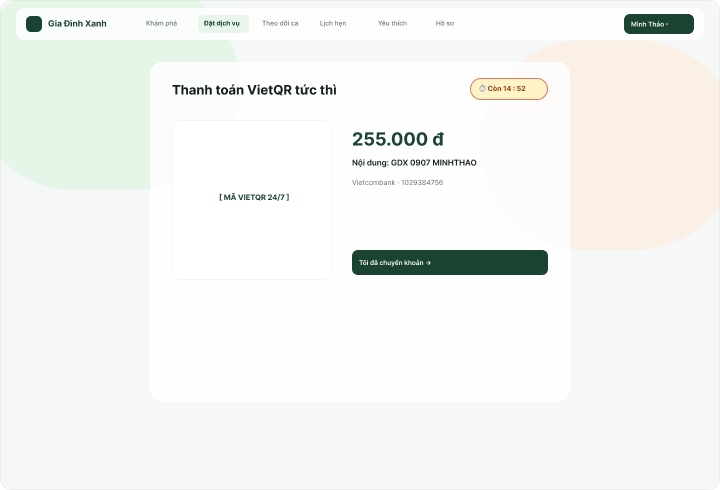 Gia Đình Xanh
Khám phá
Đặt dịch vụ
Theo dõi ca
Lịch hẹn
Yêu thích
Hồ sơ
Minh Thảo
Thanh toán VietQR tức thì
⏱ Còn 14 : 52
[ MÃ VIETQR 24/7 ]
255.000 đ
Nội dung: GDX 0907 MINHTHAO
Vietcombank · 1029384756
Tôi đã chuyển khoản →